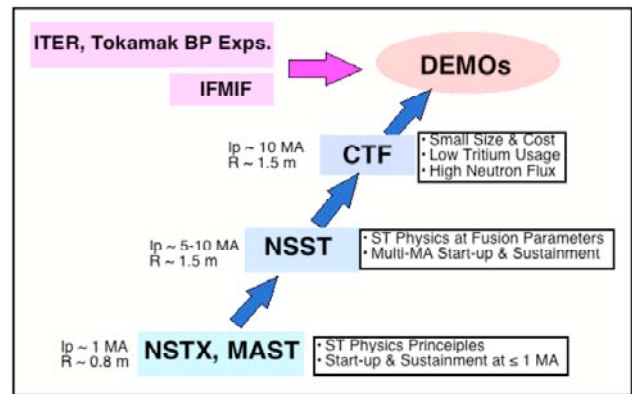 ITER, Tokamak BP Exps.
IFMIF
DEMOs
Ip ~ 10 MA
R ~ 1.5 m
CTF
• Small Size & Cost
• Low Tritium Usage
• High Neutron Flux
Ip ~ 5-10 MA
R ~ 1.5 m
NSST
• ST Physics at Fusion Parameters
• Multi-MA Start-up & Sustainment
Ip ~ 1 MA
R ~ 0.8 m
NSTX, MAST
• ST Physics Princeiples
• Start-up & Sustainment at ≤ 1 MA